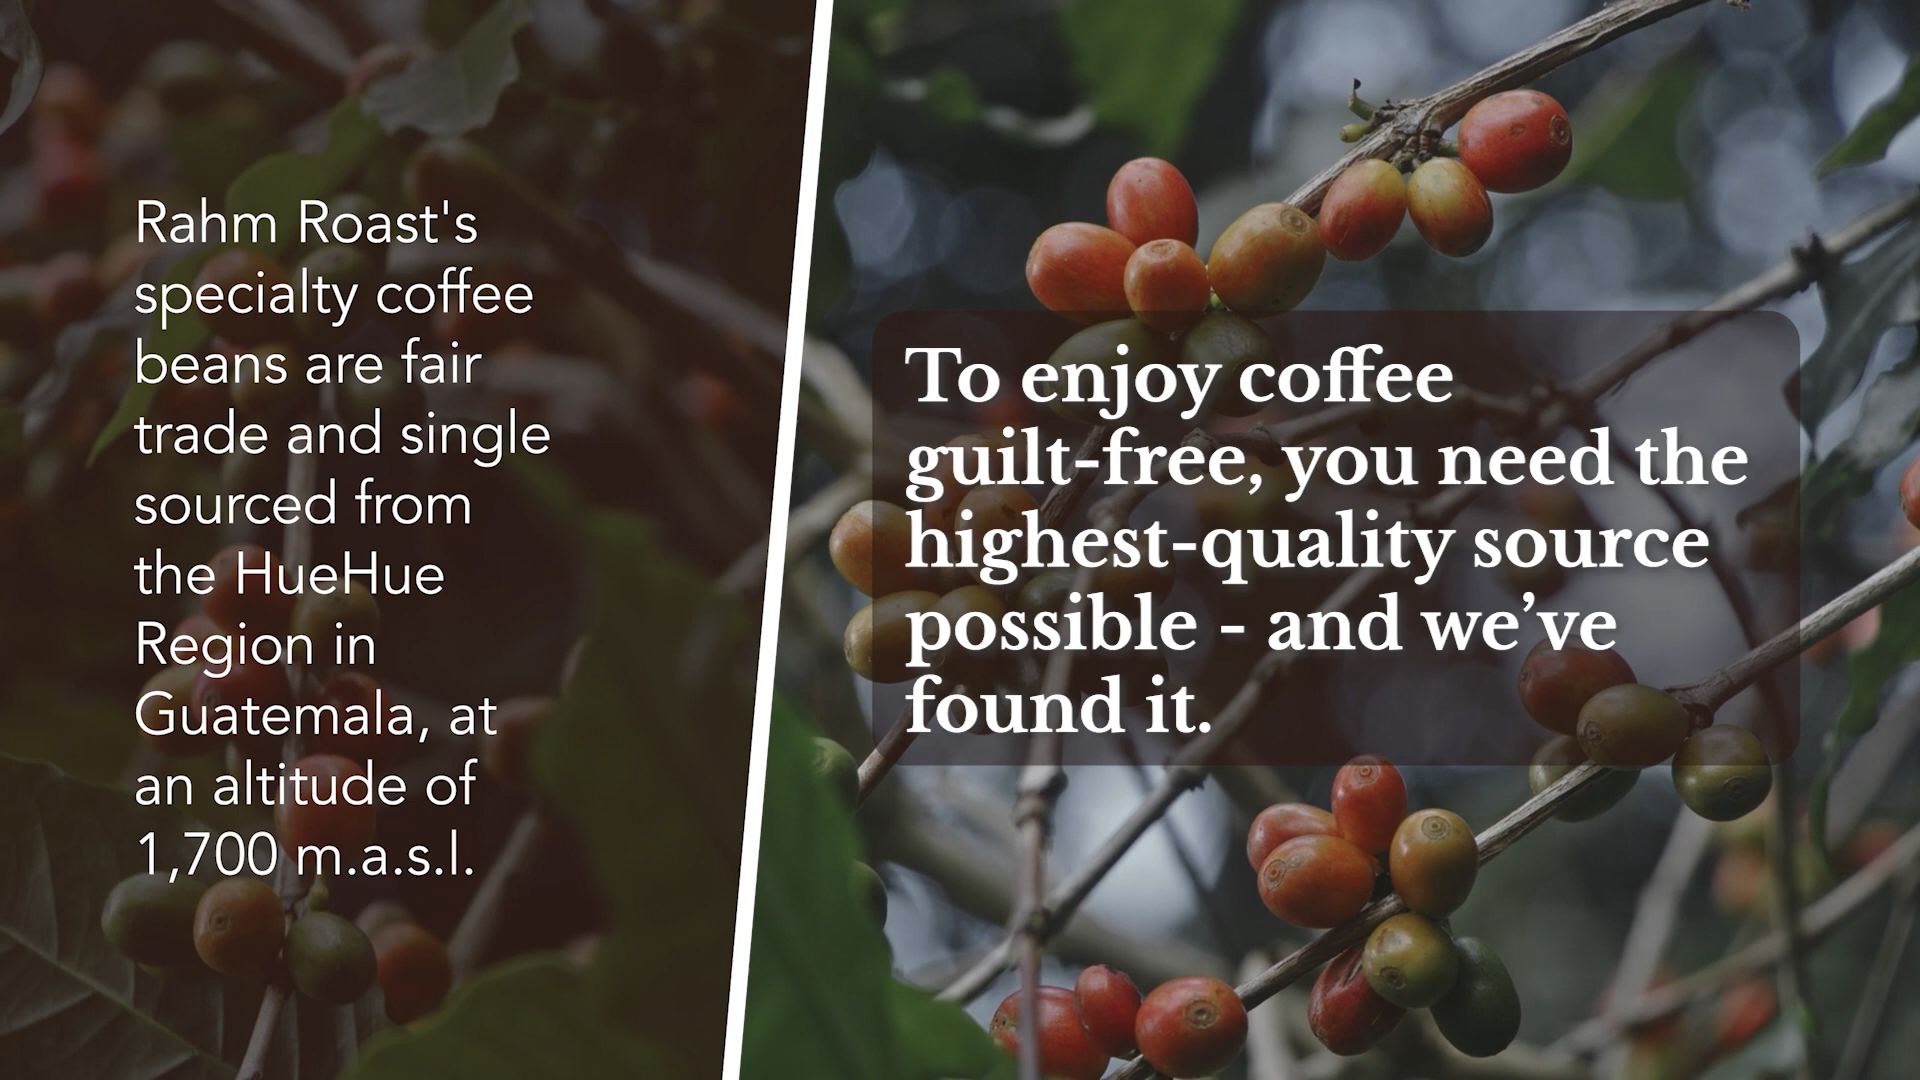 Rahm Roast's
specialty coffee
beans are fair
trade and single
sourced from
the HueHue
Region in
Guatemala, at
an altitude of
1,700 m.a.s.l.
To enjoy coffee
guilt-free, you need the
highest-quality source
possible - and we’ve
found it.